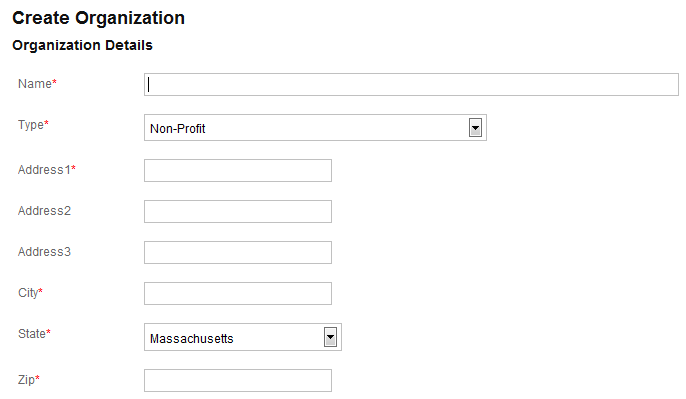 Create Organization
Organization Details
Name*
Type* Non-Profit
Address1*
Address2
Address3
City*
State* Massachusetts
Zip*